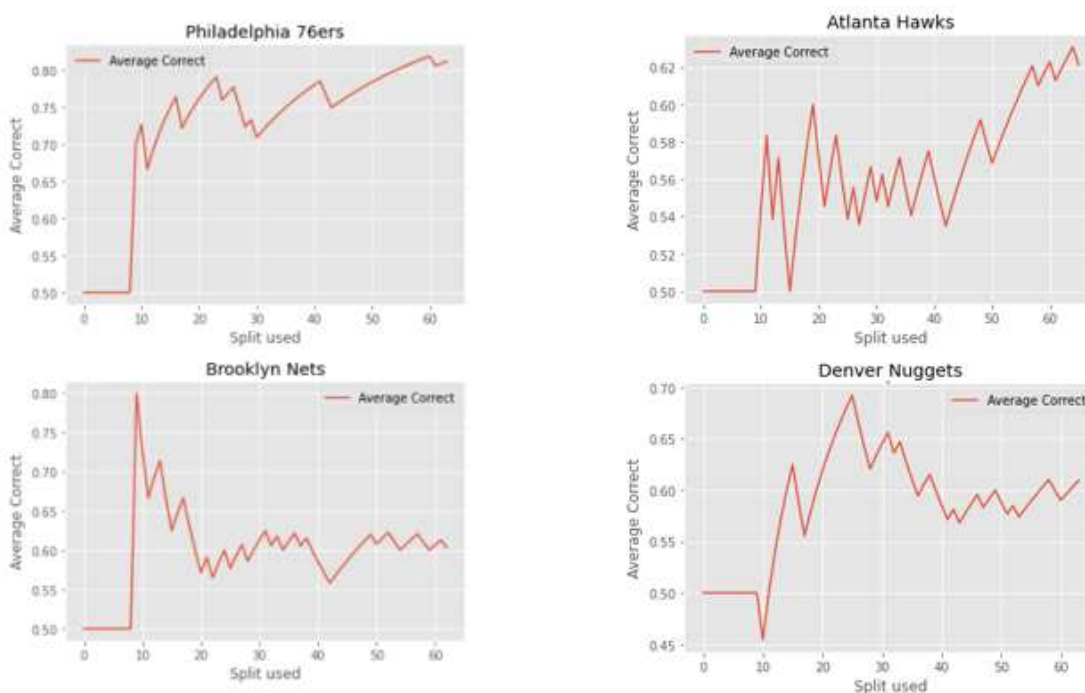 Philadelphia 76ers
Average Correct
0.80
0.75
0.70
0.65
0.60
0.55
0.50
Average Correct
0 10 20 30 40 50 60
Split used
Atlanta Hawks
Average Correct
0.62
0.60
0.58
0.56
0.54
0.52
0.50
Average Correct
0 10 20 30 40 50 60
Split used
Brooklyn Nets
Average Correct
0.80
0.75
0.70
0.65
0.60
0.55
0.50
Average Correct
0 10 20 30 40 50 60
Split used
Denver Nuggets
0.70
Average Correct
0.65
0.60
0.55
0.50
0.45
Average Correct
0 10 20 30 40 50 60
Split used